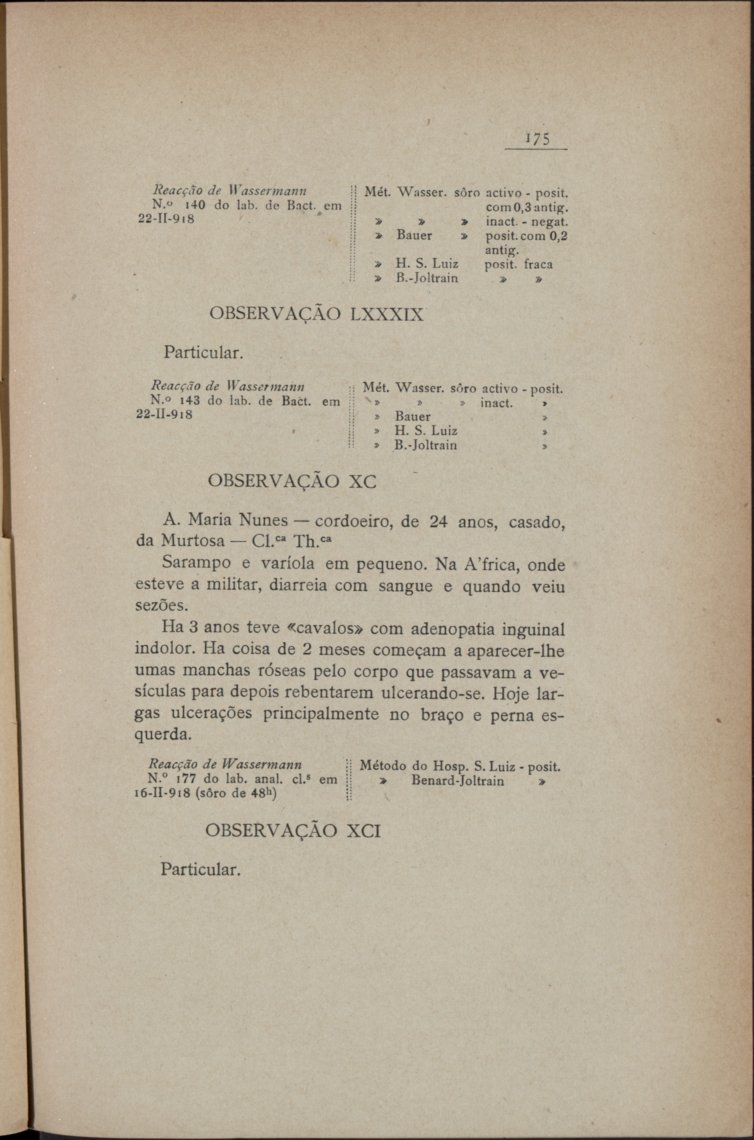 175
Reacção de Wassermann
N.º 140 do lab. de Bact. em
22-II-918
Mét. Wasser. sôro activo - posit.
com 0,3 antig.
» » » inact. - negat.
» Bauer » posit. com 0,2
antig.
» H. S. Luiz posit. fraca
» B.-Joltrain » »
OBSERVAÇÃO LXXXIX
Particular.
Reacção de Wassermann
N.º 143 do lab. de Bact. em
22-II-918
Mét. Wasser. sôro activo - posit.
» » » inact. »
» Bauer »
» H. S. Luiz »
» B.-Joltrain »
OBSERVAÇÃO XC
A. Maria Nunes — cordoeiro, de 24 anos, casado,
da Murtosa — Cl.ᶜᵃ Th.ᶜᵃ
Sarampo e varíola em pequeno. Na A'frica, onde
esteve a militar, diarreia com sangue e quando veiu
sezões.
Ha 3 anos teve «cavalos» com adenopatia inguinal
indolor. Ha coisa de 2 meses começam a aparecer-lhe
umas manchas róseas pelo corpo que passavam a ve-
sículas para depois rebentarem ulcerando-se. Hoje lar-
gas ulcerações principalmente no braço e perna es-
querda.
Reacção de Wassermann
N.º 177 do lab. anal. cl.ˢ em
16-II-918 (sôro de 48ʰ)
Método do Hosp. S. Luiz - posit.
» Benard-Joltrain »
OBSERVAÇÃO XCI
Particular.